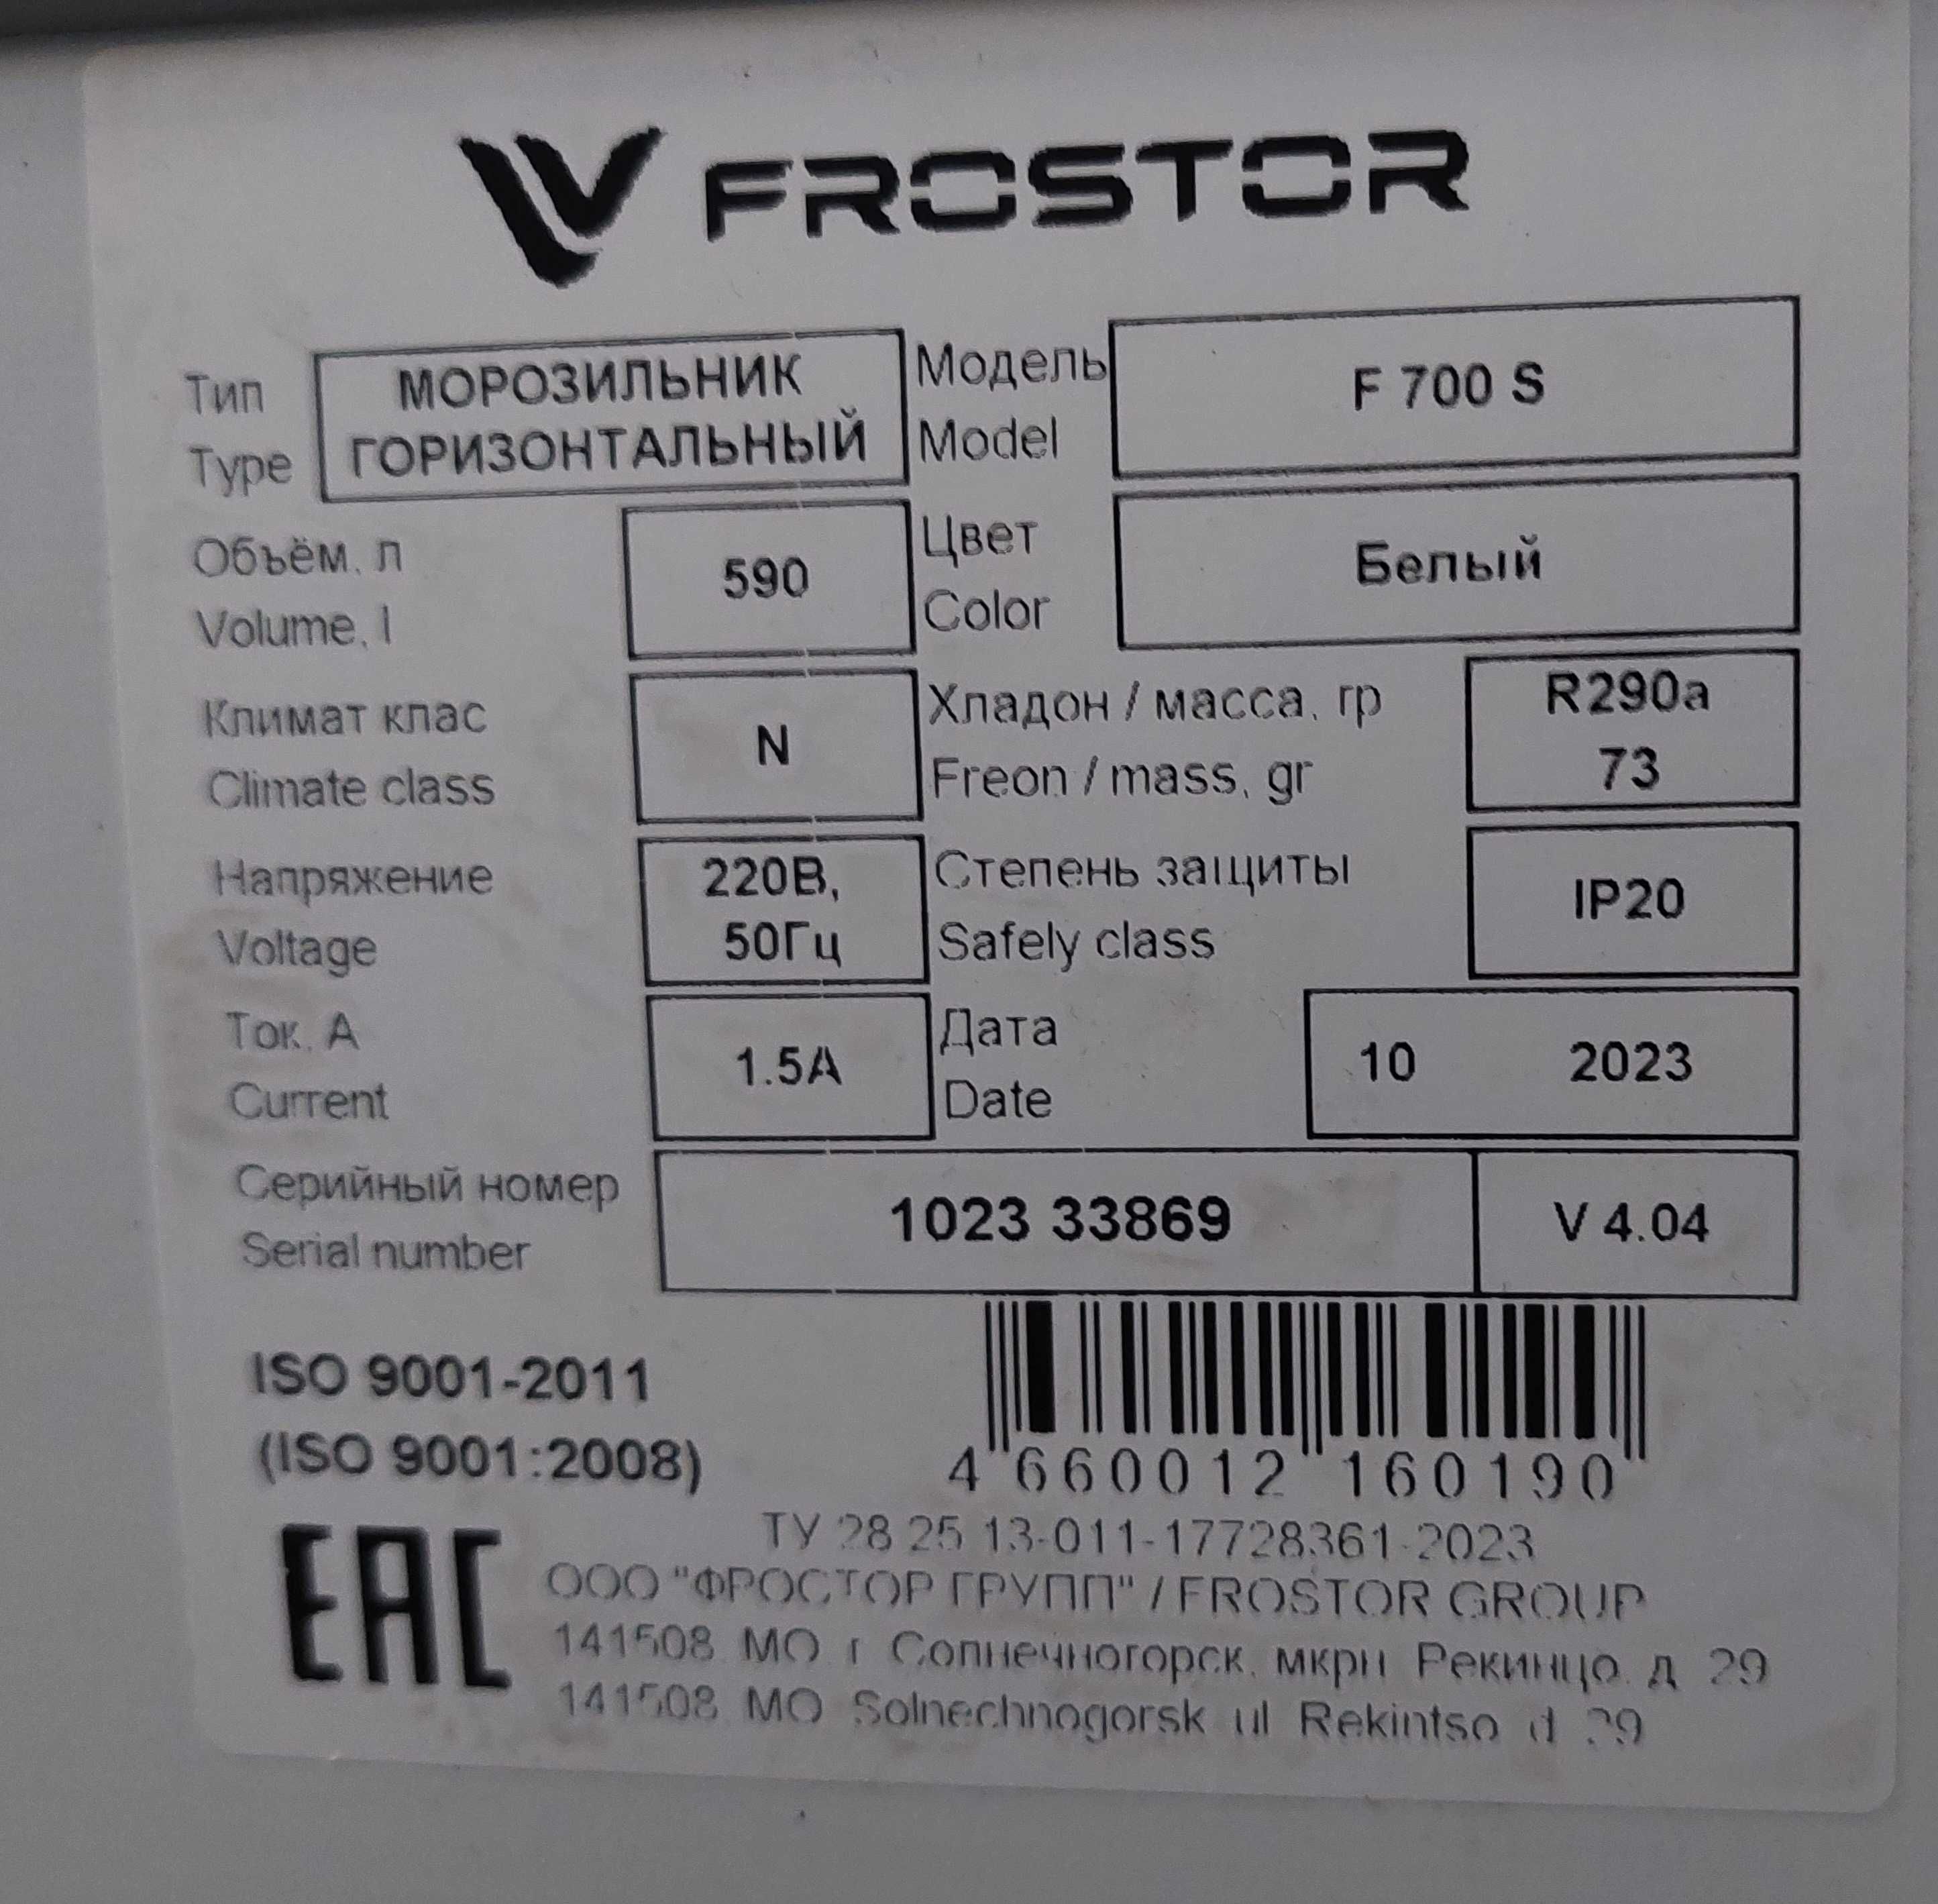 FROSTOR
Тип
Type
МОРОЗИЛЬНИК
ГОРИЗОНТАЛЬНЫЙ
Модель
Model
F 700 S
Объём, л
Volume, l
590
Цвет
Color
Белый
Климат клас
Climate class
N
Хладон / масса, гр
Freon / mass, gr
R290a
73
Напряжение
Voltage
220В,
50Гц
Степень защиты
Safely class
IP20
Ток, А
Current
1.5А
Дата
Date
10 2023
Серийный номер
Serial number
1023 33869
V 4.04
ISO 9001-2011
(ISO 9001:2008)
4 660012 160190
EAC
ТУ 28 25 13-011-17728361-2023
ООО "ФРОСТОР ГРУПП" / FROSTOR GROUP
141508 МО г Солнечногорск, мкрн Рекинцо д 29
141508 МО Solnechnogorsk ul Rekintso d 29